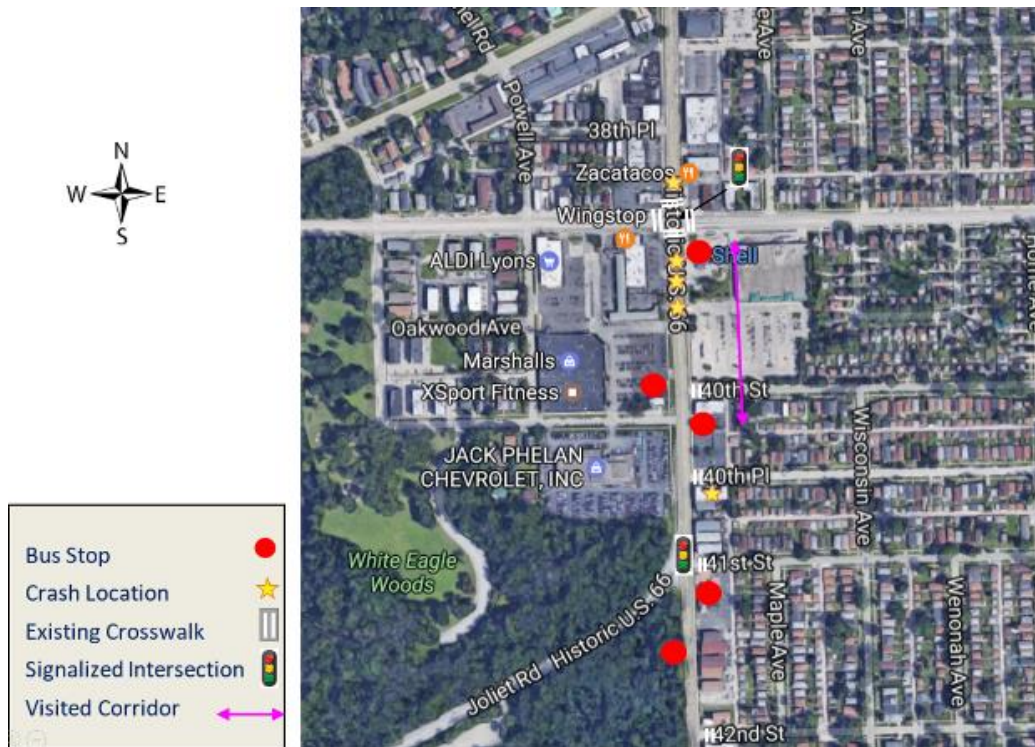 Powell Ave
38th Pl
Zacatacos
N
W E
S
Wingstop
Shell
ALDI Lyons
Oakwood Ave
Marshalls
XSport Fitness
40th St
JACK PHELAN
CHEVROLET, INC
40th Pl
Wisconsin Ave
White Eagle
Woods
41st St
Maple Ave
Wenonah Ave
Joliet Rd Historic U.S. 66
42nd St
Bus Stop
Crash Location
Existing Crosswalk
Signalized Intersection
Visited Corridor